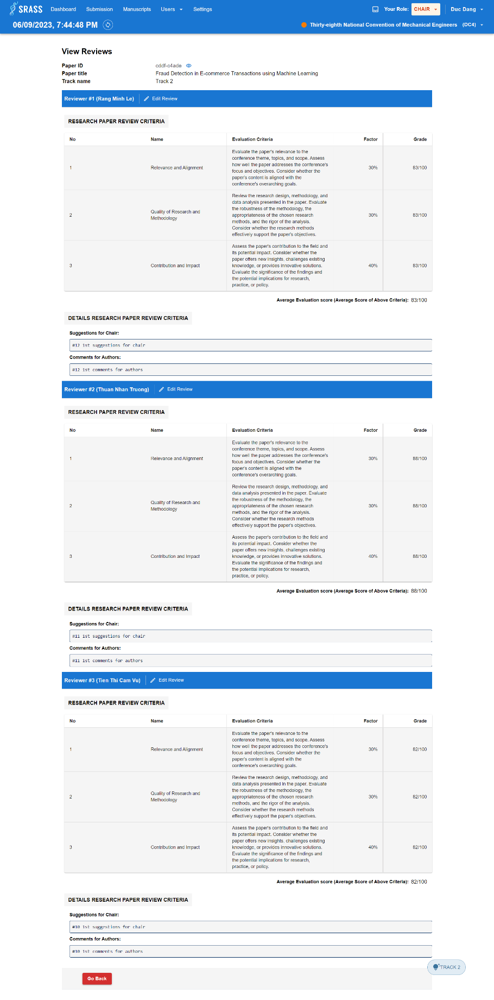 SRASS Dashboard Submission Manuscripts Users Settings Your Role: CHAIR Duc Dang
06/09/2023, 7:44:48 PM Thirty-eighth National Convention of Mechanical Engineers (DC4)
View Reviews
Paper ID cddf-c4ade
Paper title Fraud Detection in E-commerce Transactions using Machine Learning
Track name Track 2
Reviewer #1 (Rang Minh Le) Edit Review
RESEARCH PAPER REVIEW CRITERIA
No Name Evaluation Criteria Factor Grade
1 Relevance and Alignment
Evaluate the paper's relevance to the
conference theme, topics, and scope. Assess
how well the paper addresses the conference's
focus and objectives. Consider whether the
paper's content is aligned with the
conference's overarching goals.
30% 83/100
2 Quality of Research and
Methodology
Review the research design, methodology, and
data analysis presented in the paper. Evaluate
the robustness of the methodology, the
appropriateness of the chosen research
methods, and the rigor of the analysis.
Consider whether the research methods
effectively support the paper's objectives.
30% 83/100
3 Contribution and Impact
Assess the paper's contribution to the field and
its potential impact. Consider whether the
paper offers new insights, challenges existing
knowledge, or provides innovative solutions.
Evaluate the significance of the findings and
the potential implications for research,
practice, or policy.
40% 83/100
Average Evaluation score (Average Score of Above Criteria): 83/100
DETAILS RESEARCH PAPER REVIEW CRITERIA
Suggestions for Chair:
#12 1st suggestions for chair
Comments for Authors:
#12 1st comments for authors
Reviewer #2 (Thuan Nhan Truong) Edit Review
RESEARCH PAPER REVIEW CRITERIA
No Name Evaluation Criteria Factor Grade
1 Relevance and Alignment
Evaluate the paper's relevance to the
conference theme, topics, and scope. Assess
how well the paper addresses the conference's
focus and objectives. Consider whether the
paper's content is aligned with the
conference's overarching goals.
30% 88/100
2 Quality of Research and
Methodology
Review the research design, methodology, and
data analysis presented in the paper. Evaluate
the robustness of the methodology, the
appropriateness of the chosen research
methods, and the rigor of the analysis.
Consider whether the research methods
effectively support the paper's objectives.
30% 88/100
3 Contribution and Impact
Assess the paper's contribution to the field and
its potential impact. Consider whether the
paper offers new insights, challenges existing
knowledge, or provides innovative solutions.
Evaluate the significance of the findings and
the potential implications for research,
practice, or policy.
40% 88/100
Average Evaluation score (Average Score of Above Criteria): 88/100
DETAILS RESEARCH PAPER REVIEW CRITERIA
Suggestions for Chair:
#11 1st suggestions for chair
Comments for Authors:
#11 1st comments for authors
Reviewer #3 (Tien Thi Cam Vu) Edit Review
RESEARCH PAPER REVIEW CRITERIA
No Name Evaluation Criteria Factor Grade
1 Relevance and Alignment
Evaluate the paper's relevance to the
conference theme, topics, and scope. Assess
how well the paper addresses the conference's
focus and objectives. Consider whether the
paper's content is aligned with the
conference's overarching goals.
30% 82/100
2 Quality of Research and
Methodology
Review the research design, methodology, and
data analysis presented in the paper. Evaluate
the robustness of the methodology, the
appropriateness of the chosen research
methods, and the rigor of the analysis.
Consider whether the research methods
effectively support the paper's objectives.
30% 82/100
3 Contribution and Impact
Assess the paper's contribution to the field and
its potential impact. Consider whether the
paper offers new insights, challenges existing
knowledge, or provides innovative solutions.
Evaluate the significance of the findings and
the potential implications for research,
practice, or policy.
40% 82/100
Average Evaluation score (Average Score of Above Criteria): 82/100
DETAILS RESEARCH PAPER REVIEW CRITERIA
Suggestions for Chair:
#10 1st suggestions for chair
Comments for Authors:
#10 1st comments for authors
TRACK 2
Go Back